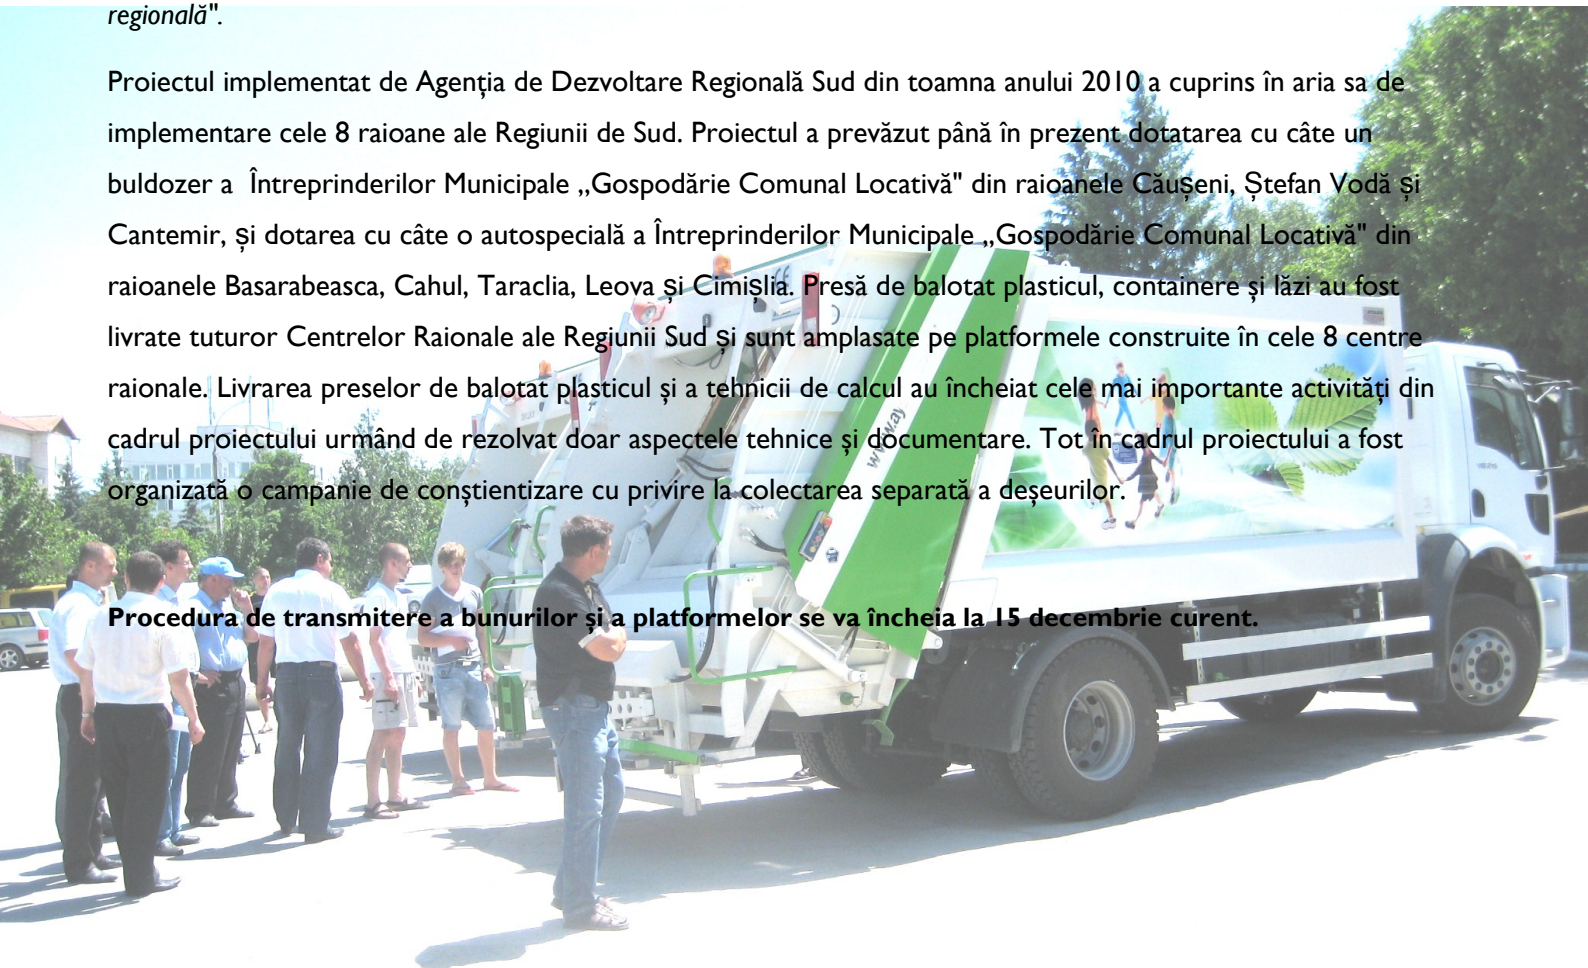 regională".
Proiectul implementat de Agenția de Dezvoltare Regională Sud din toamna anului 2010 a cuprins în aria sa de
implementare cele 8 raioane ale Regiunii de Sud. Proiectul a prevăzut până în prezent dotatarea cu câte un
buldozer a Întreprinderilor Municipale ,,Gospodărie Comunal Locativă" din raioanele Căușeni, Ștefan Vodă și
Cantemir, și dotarea cu câte o autospecială a Întreprinderilor Municipale ,,Gospodărie Comunal Locativă" din
raioanele Basarabeasca, Cahul, Taraclia, Leova și Cimișlia. Presă de balotat plasticul, containere și lăzi au fost
livrate tuturor Centrelor Raionale ale Regiunii Sud și sunt amplasate pe platformele construite în cele 8 centre
raionale. Livrarea preselor de balotat plasticul și a tehnicii de calcul au încheiat cele mai importante activități din
cadrul proiectului urmând de rezolvat doar aspectele tehnice și documentare. Tot în cadrul proiectului a fost
organizată o campanie de conștientizare cu privire la colectarea separată a deșeurilor.
Procedura de transmitere a bunurilor și a platformelor se va încheia la 15 decembrie curent.
www.ay